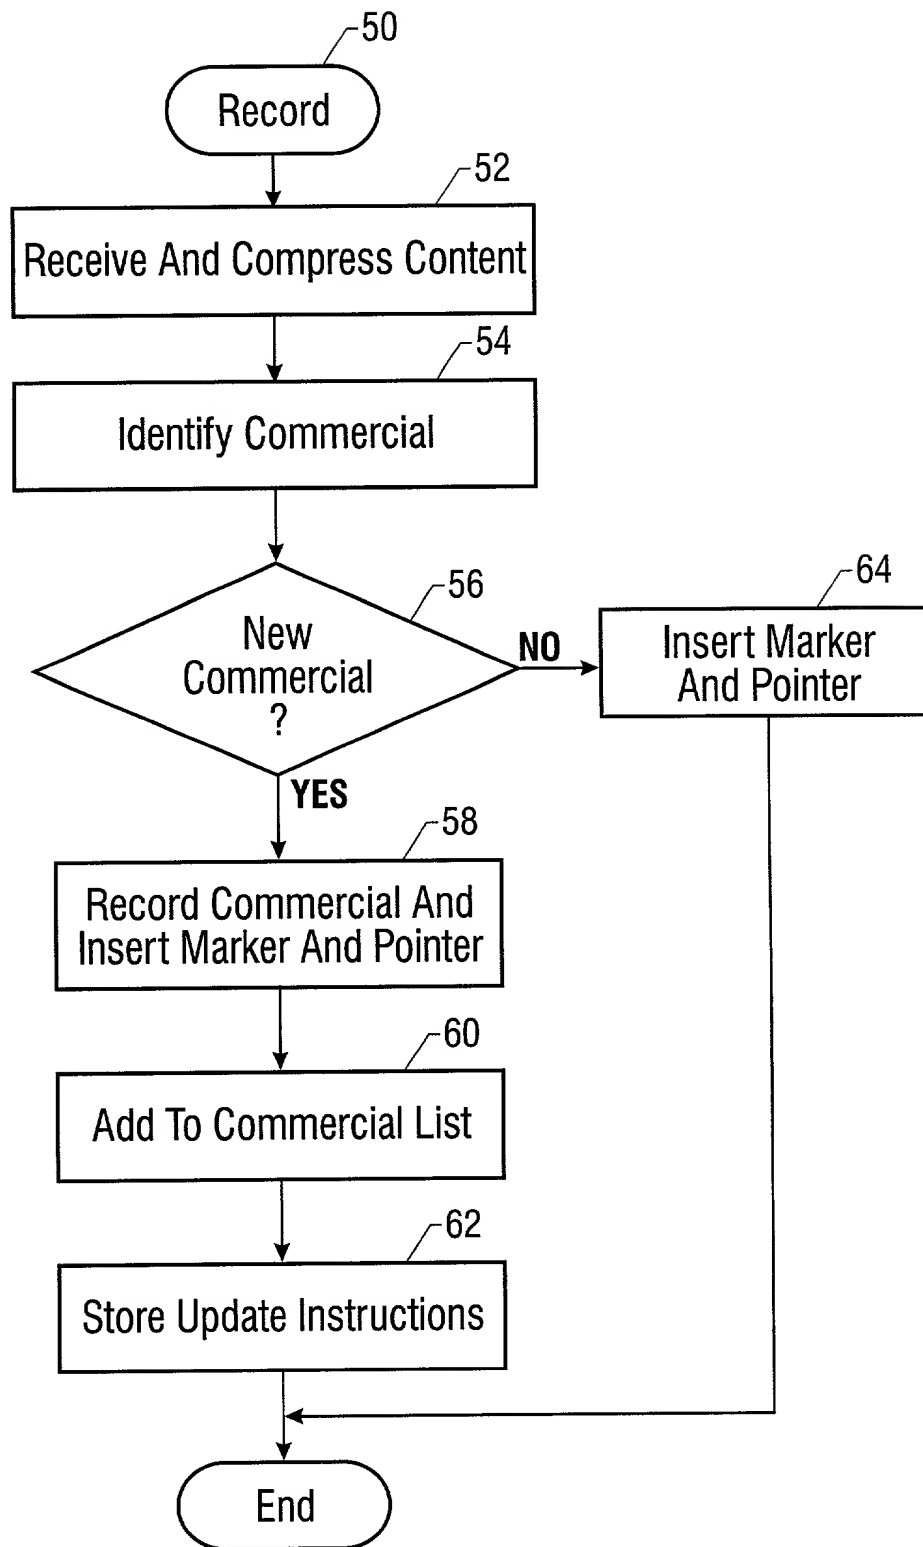 50
Record
52
Receive And Compress Content
54
Identify Commercial
56
New
Commercial
?
NO
64
Insert Marker
And Pointer
YES
58
Record Commercial And
Insert Marker And Pointer
60
Add To Commercial List
62
Store Update Instructions
End